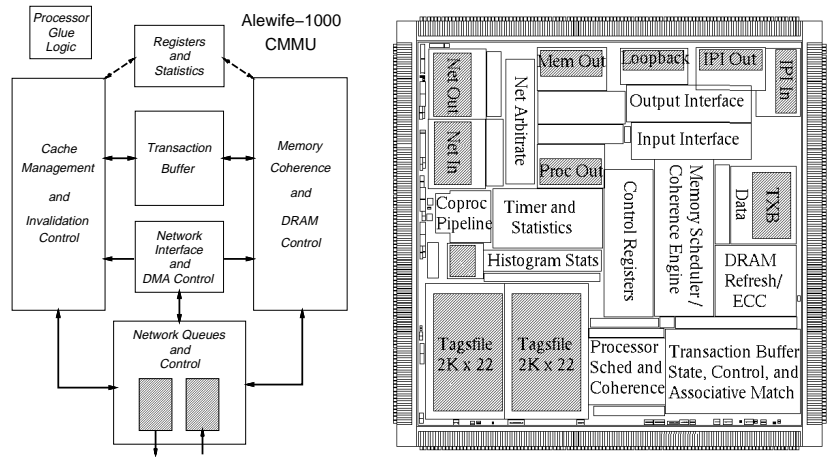 Alewife–1000
CMMU
Processor
Glue
Logic
Registers
and
Statistics
Cache
Management
and
Invalidation
Control
Transaction
Buffer
Memory
Coherence
and
DRAM
Control
Network
Interface
and
DMA Control
Network Queues
and
Control
Net Out
Net In
Net Arbitrate
Mem Out
Loopback
IPI Out
IPI In
Output Interface
Input Interface
Proc Out
Coproc
Pipeline
Timer and
Statistics
Histogram Stats
Control Registers
Memory Scheduler /
Coherence Engine
Data
TXB
DRAM
Refresh/
ECC
Tagsfile
2K x 22
Tagsfile
2K x 22
Processor
Sched and
Coherence
Transaction Buffer
State, Control, and
Associative Match